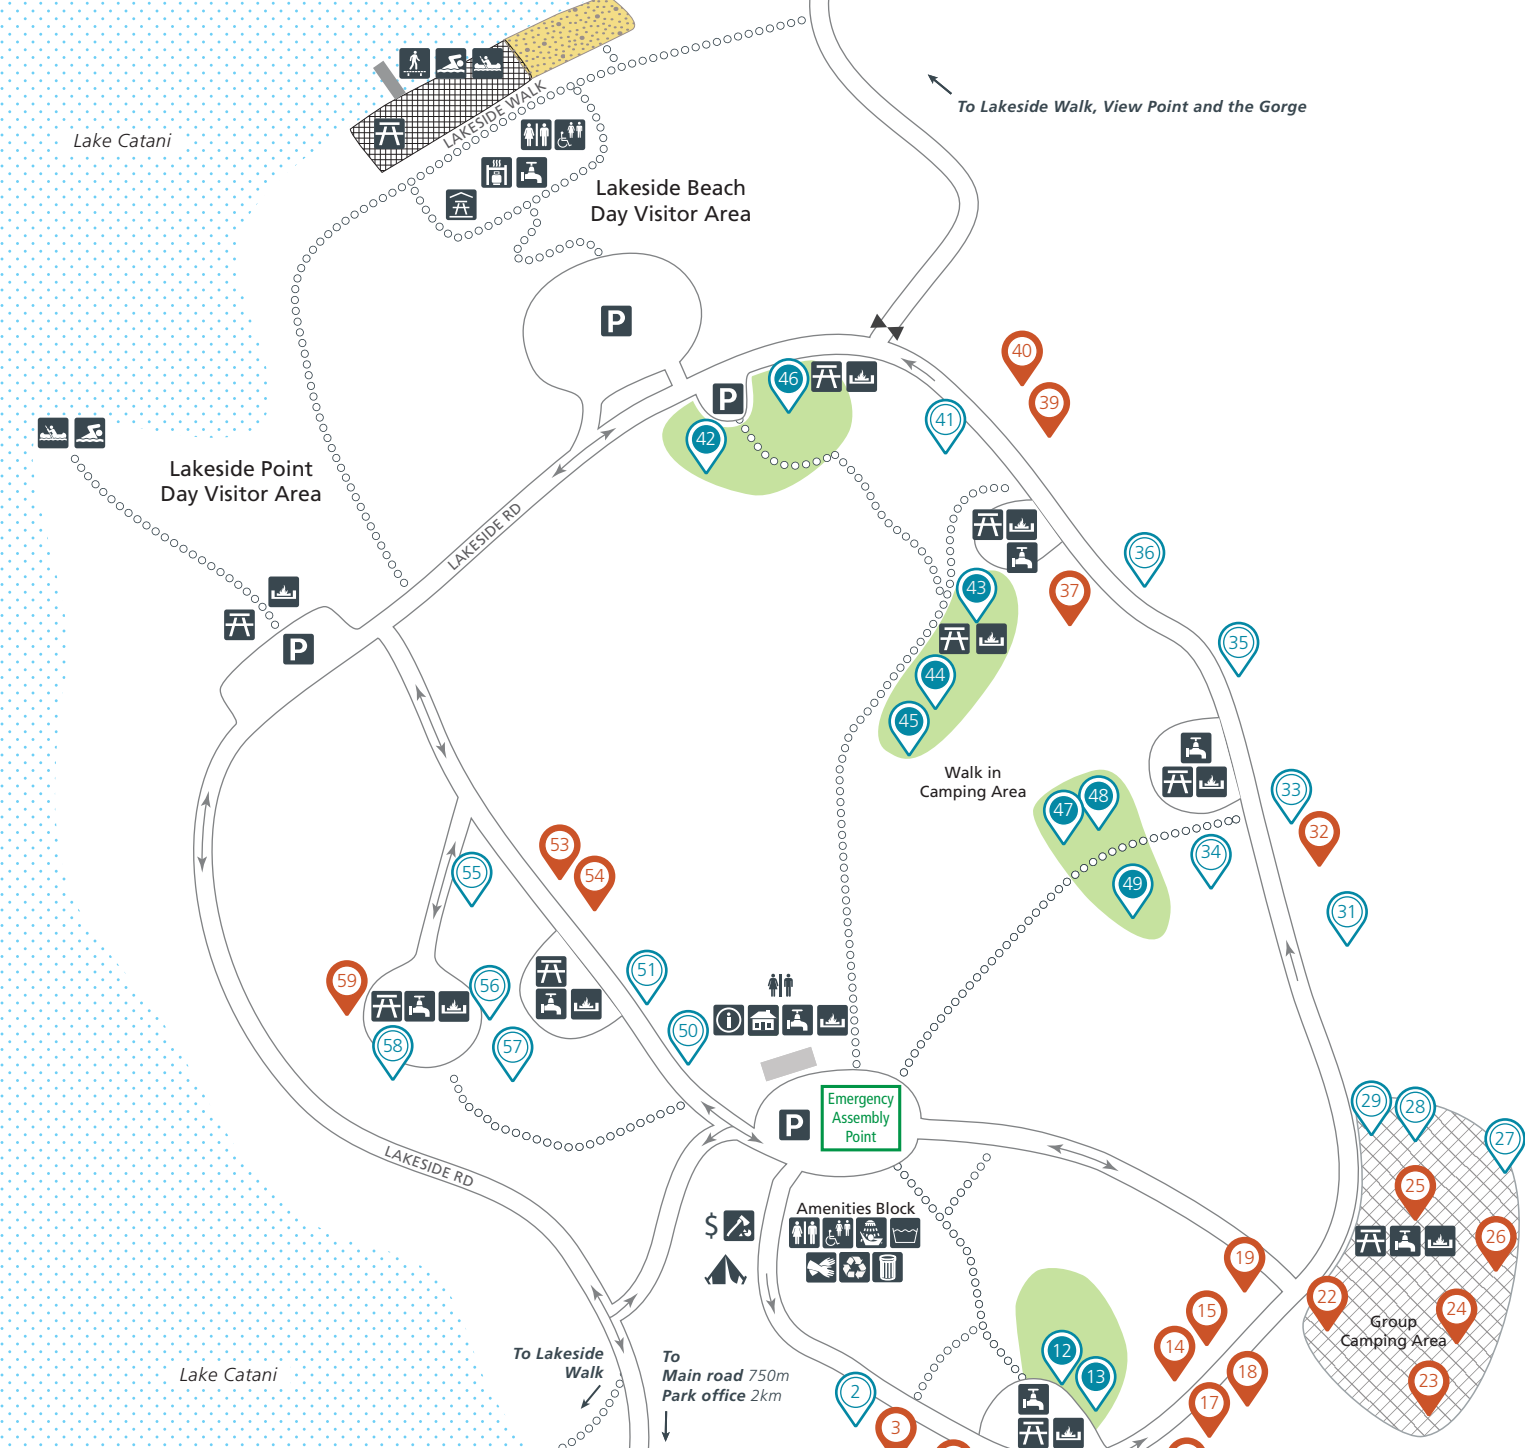 To Lakeside Walk, View Point and the Gorge
LAKESIDE WALK
Lake Catani
Lakeside Beach
Day Visitor Area
P
40
46
P
39
41
42
Lakeside Point
Day Visitor Area
LAKESIDE RD
36
43
37
P
35
44
45
Walk in
Camping Area
33
48
47
32
53
34
55
54
49
31
51
59
56
i
50
58
57
Emergency
Assembly
Point
P
29
28
27
LAKESIDE RD
25
Amenities Block
$
26
19
22
24
15
Group
Camping Area
14
12
To Lakeside
Walk
To
Main road 750m
Park office 2km
Lake Catani
13
18
23
2
17
3